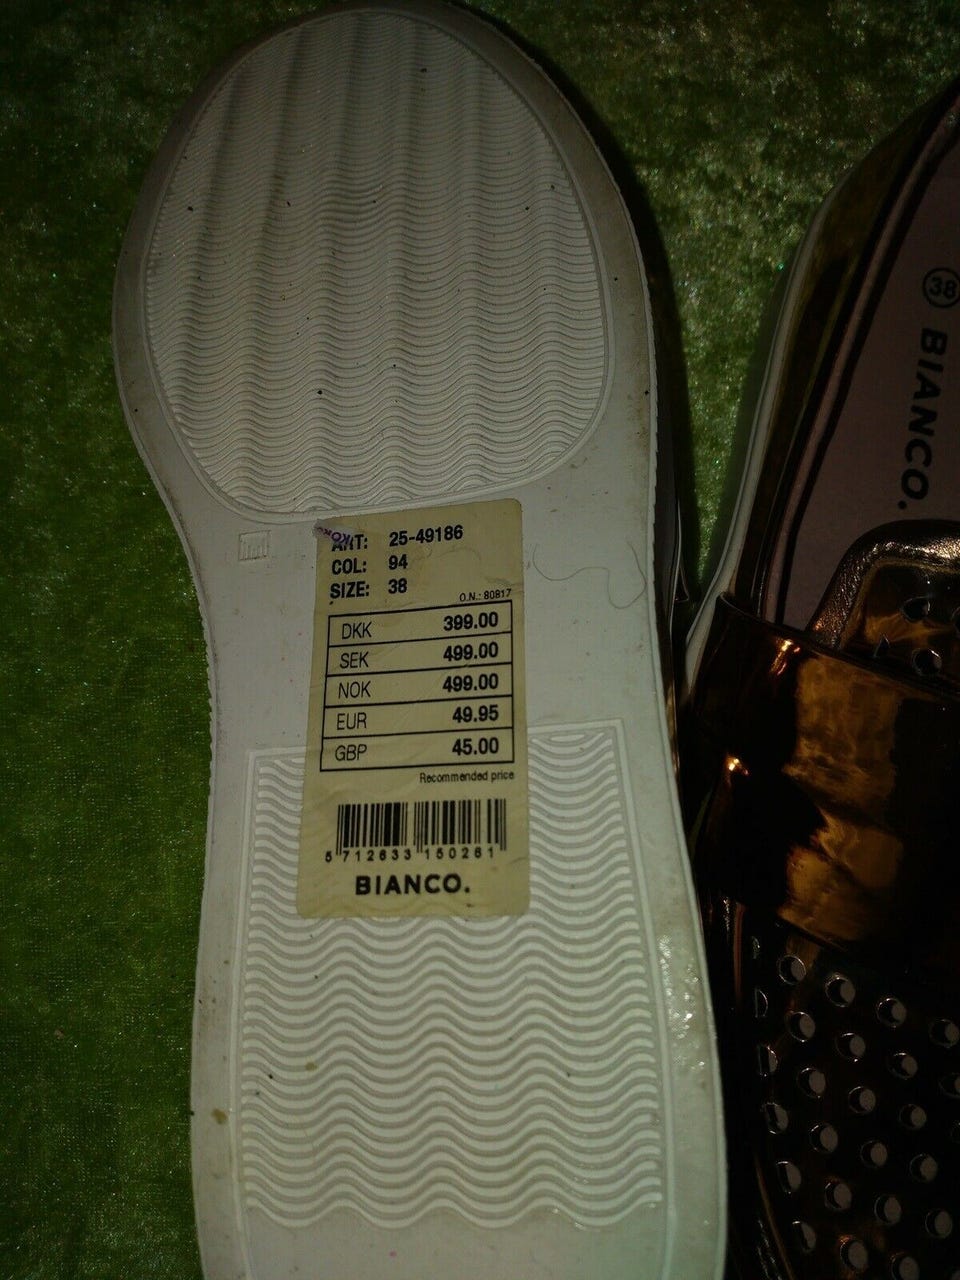 ART: 25-49186
COL: 94
SIZE: 38
O.N.: 80817
DKK 399.00
SEK 499.00
NOK 499.00
EUR 49.95
GBP 45.00
Recommended price
5 712633 150261
BIANCO.
38 BIANCO.